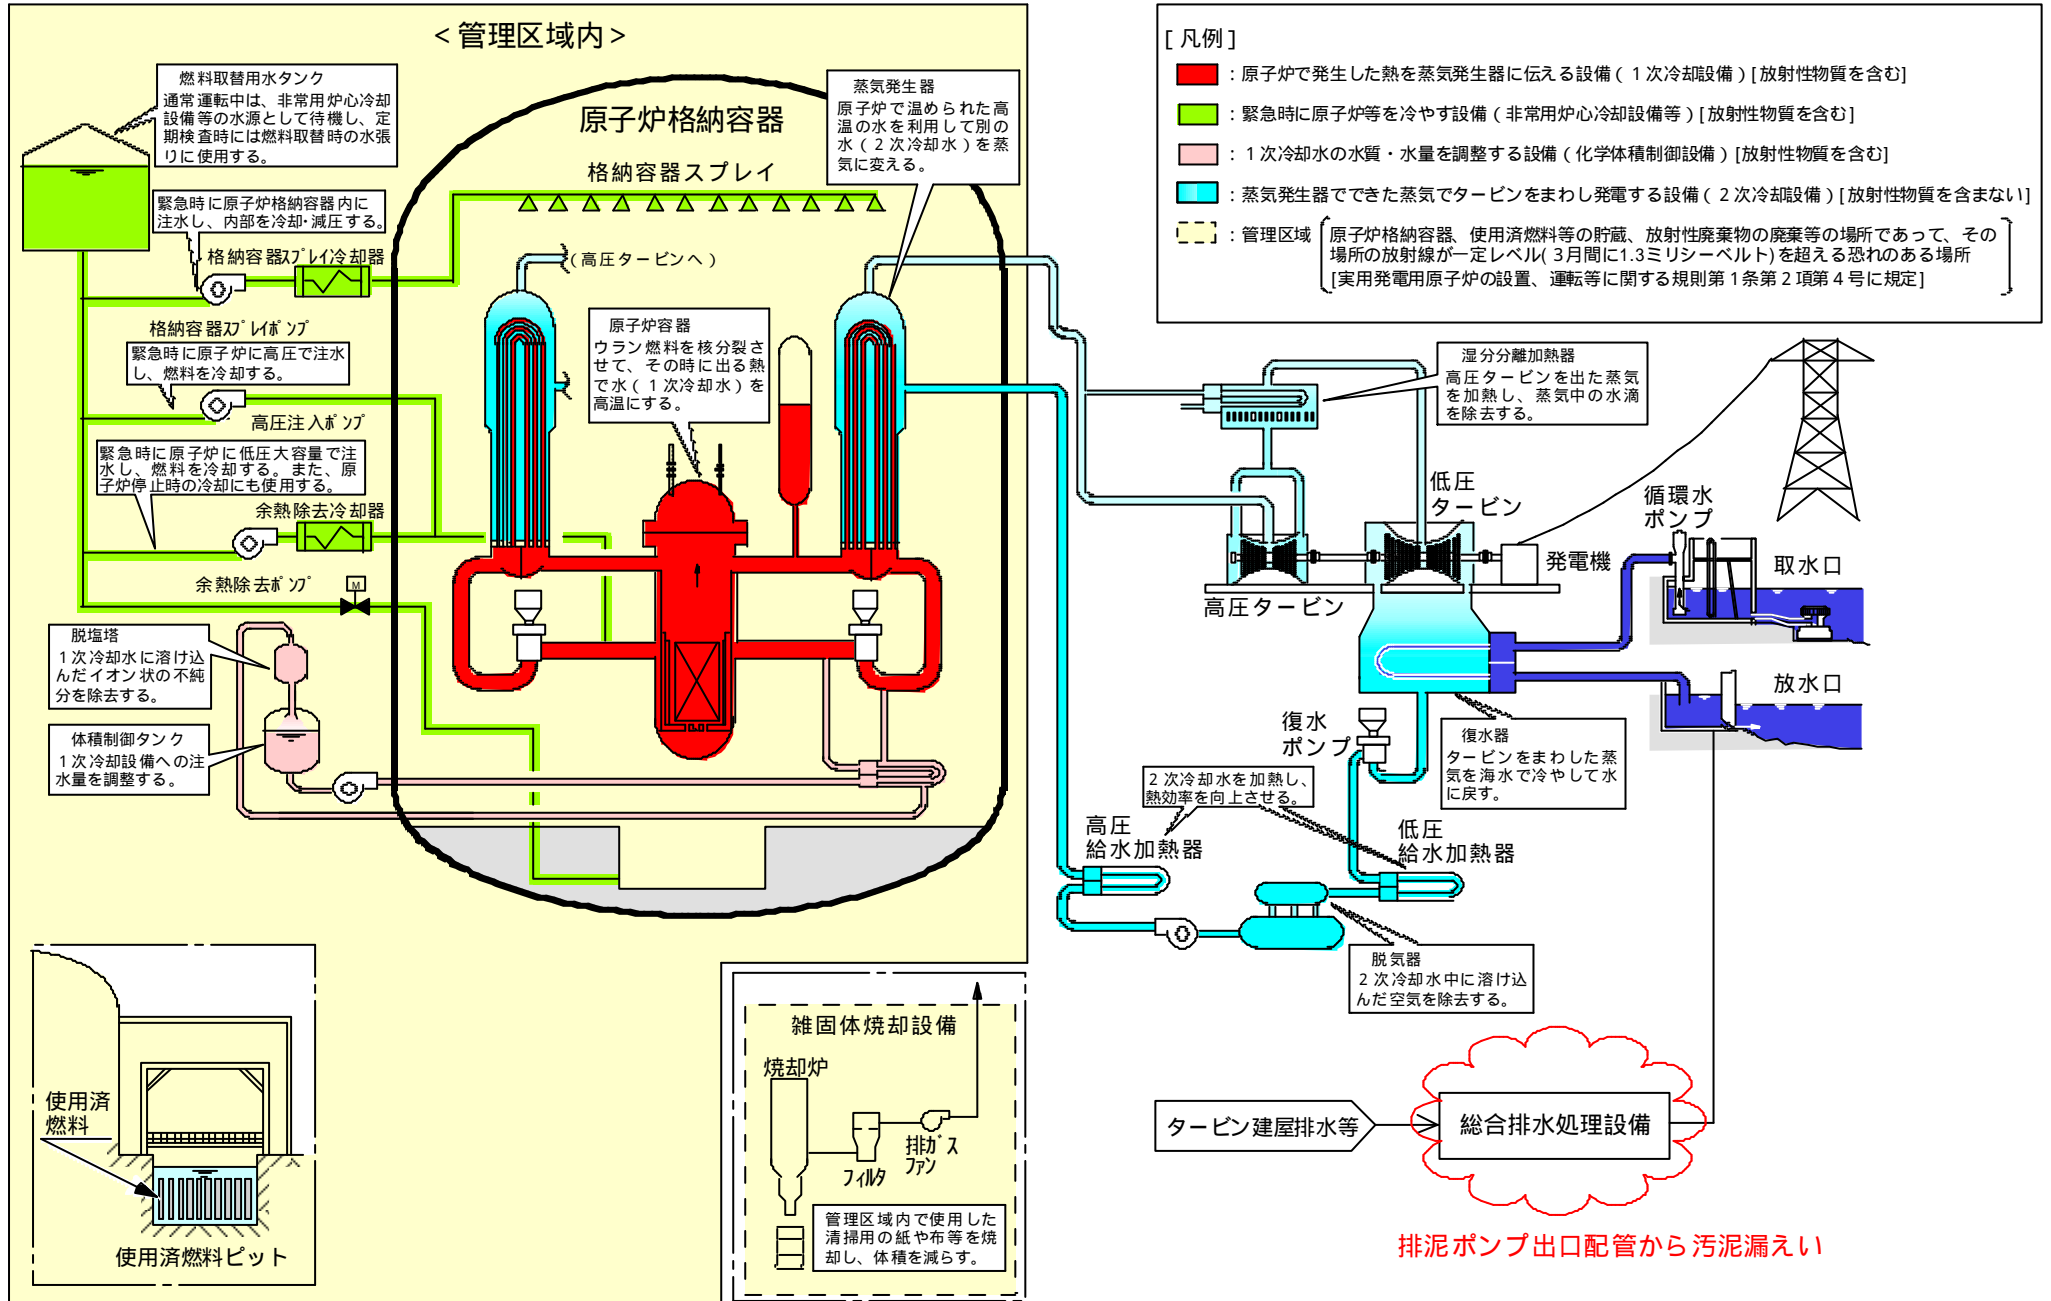 ＜管理区域内＞
燃料取替用水タンク
通常運転中は、非常用炉心冷却
設備等の水源として待機し、定
期検査時には燃料取替時の水張
りに使用する。
緊急時に原子炉格納容器内に
注水し、内部を冷却･減圧する。
格納容器ｽﾌﾟﾚｲ冷却器
格納容器ｽﾌﾟﾚｲﾎﾟﾝﾌﾟ
緊急時に原子炉に高圧で注水
し、燃料を冷却する。
高圧注入ﾎﾟﾝﾌﾟ
緊急時に原子炉に低圧大容量で注
水し、燃料を冷却する。また、原
子炉停止時の冷却にも使用する。
余熱除去冷却器
余熱除去ﾎﾟﾝﾌﾟ
M
脱塩塔
１次冷却水に溶け込
んだイオン状の不純
分を除去する。
体積制御タンク
１次冷却設備への注
水量を調整する。
原子炉格納容器
格納容器スプレイ
蒸気発生器
原子炉で温められた高
温の水を利用して別の
水（２次冷却水）を蒸
気に変える。
（高圧タービンへ）
原子炉容器
ウラン燃料を核分裂さ
せて、その時に出る熱
で水（１次冷却水）を
高温にする。
[凡例]
：原子炉で発生した熱を蒸気発生器に伝える設備（１次冷却設備）[放射性物質を含む]
：緊急時に原子炉等を冷やす設備（非常用炉心冷却設備等）[放射性物質を含む]
：１次冷却水の水質・水量を調整する設備（化学体積制御設備）[放射性物質を含む]
：蒸気発生器でできた蒸気でタービンをまわし発電する設備（２次冷却設備）[放射性物質を含まない]
：管理区域
原子炉格納容器、使用済燃料等の貯蔵、放射性廃棄物の廃棄等の場所であって、その
場所の放射線が一定レベル(３月間に1.3ミリシーベルト)を超える恐れのある場所
[実用発電用原子炉の設置、運転等に関する規則第１条第２項第４号に規定]
湿分分離加熱器
高圧タービンを出た蒸気
を加熱し、蒸気中の水滴
を除去する。
低圧
タービン
循環水
ポンプ
発電機
取水口
高圧タービン
放水口
復水
ポンプ
復水器
タービンをまわした蒸
気を海水で冷やして水
に戻す。
２次冷却水を加熱し、
熱効率を向上させる。
高圧
給水加熱器
低圧
給水加熱器
脱気器
２次冷却水中に溶け込
んだ空気を除去する。
使用済
燃料
使用済燃料ピット
雑固体焼却設備
焼却炉
フィルタ
排ｶﾞｽ
ﾌｧﾝ
管理区域内で使用した
清掃用の紙や布等を焼
却し、体積を減らす。
タービン建屋排水等
総合排水処理設備
排泥ポンプ出口配管から汚泥漏えい